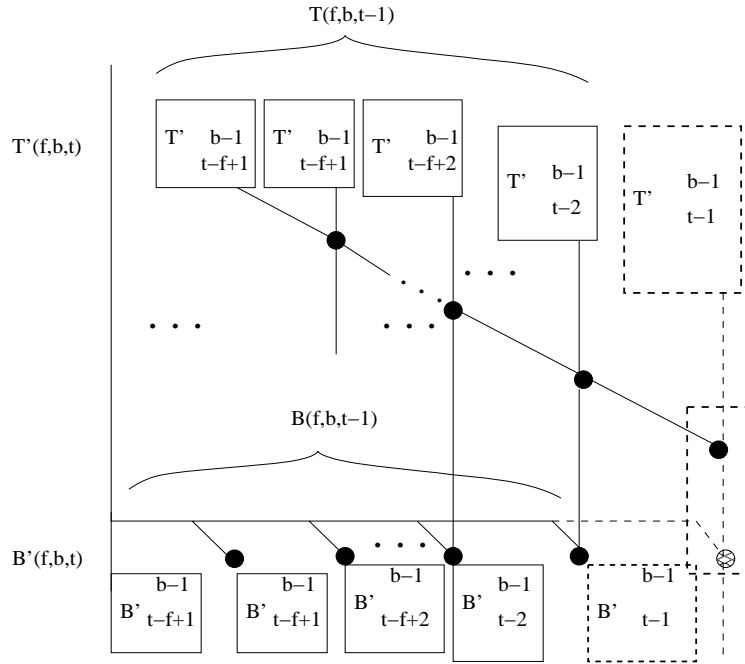 T(f,b,t−1)
T'(f,b,t)
T' b−1
t−f+1
T' b−1
t−f+1
T' b−1
t−f+2
T' b−1
t−2
T' b−1
t−1
. . .
. . .
. . .
. . .
B(f,b,t−1)
. . .
B'(f,b,t)
b−1
B' t−f+1
b−1
B' t−f+1
b−1
B' t−f+2
b−1
B' t−2
b−1
B' t−1